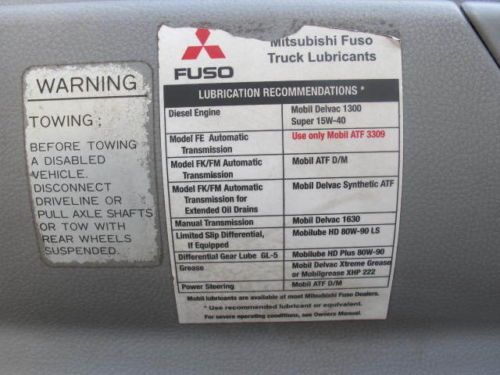 WARNING
TOWING;
BEFORE TOWING
A DISABLED
VEHICLE.
DISCONNECT
DRIVELINE OR
PULL AXLE SHAFTS
OR TOW WITH
REAR WHEELS
SUSPENDED.
FUSO
Mitsubishi Fuso
Truck Lubricants
LUBRICATION RECOMMENDATIONS *
Diesel Engine Mobil Delvac 1300
Super 15W-40
Model FE Automatic Use only Mobil ATF 3309
Transmission
Model FK/FM Automatic Mobil ATF D/M
Transmission
Model FK/FM Automatic Mobil Delvac Synthetic ATF
Transmission for
Extended Oil Drains
Manual Transmission Mobil Delvac 1630
Limited Slip Differential, Mobilube HD 80W-90 LS
If Equipped
Differential Gear Lube GL-5 Mobilube HD Plus 80W-90
Grease Mobil Delvac Xtreme Grease
or Mobilgrease XHP 222
Power Steering Mobil ATF D/M
Mobil lubricants are available at most Mitsubishi Fuso Dealers.
* Use recommended lubricant or equivalent.
For severe operating conditions, see Owners Manual.